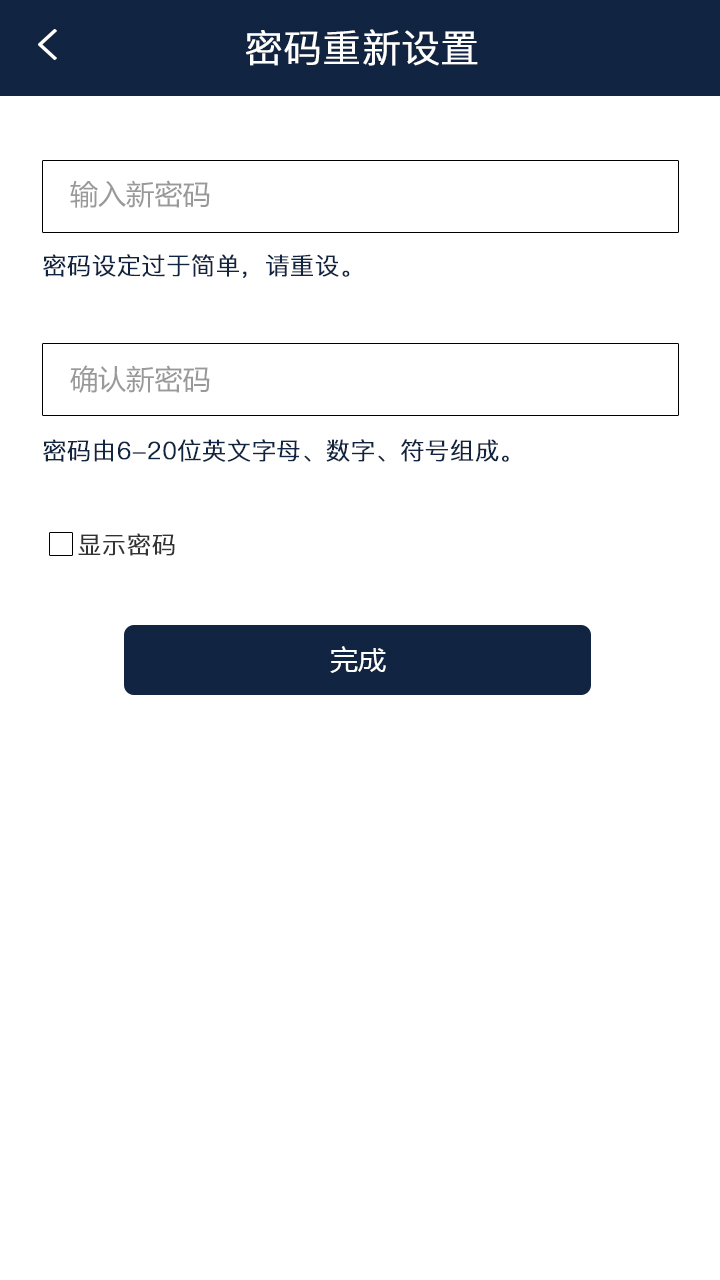 密码重新设置
输入新密码
密码设定过于简单，请重设。
确认新密码
密码由6-20位英文字母、数字、符号组成。
显示密码
完成